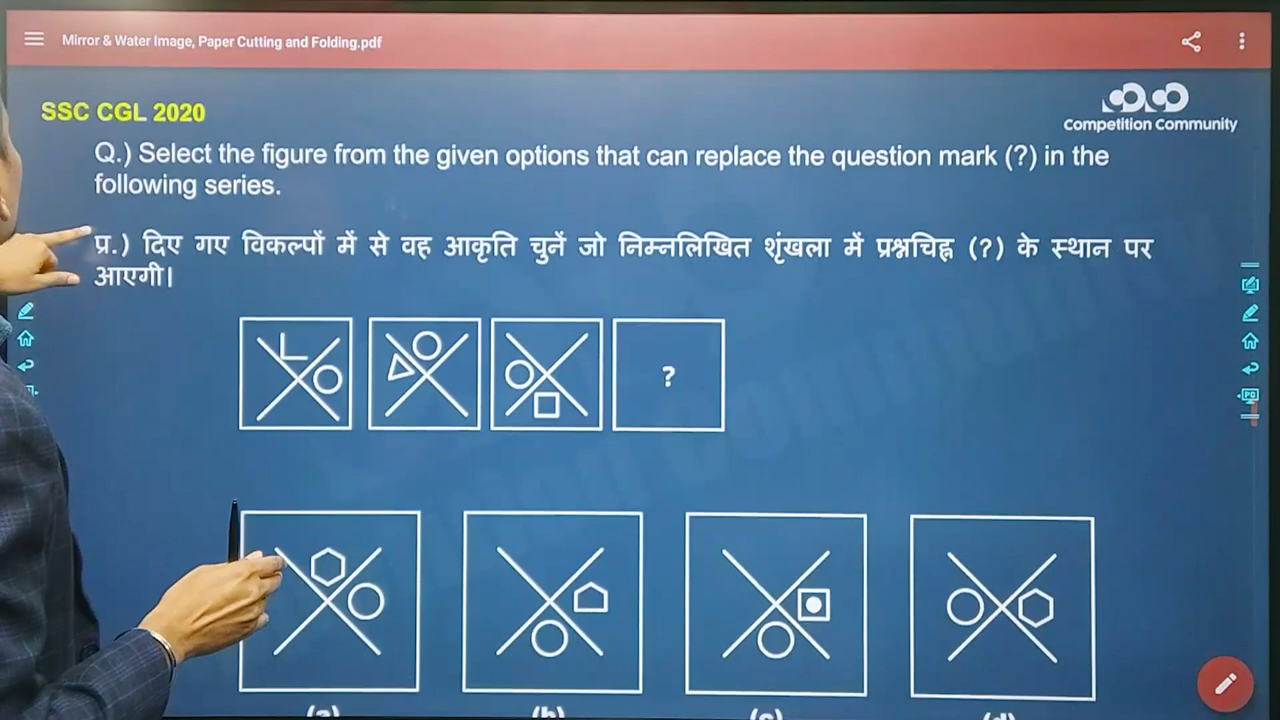 Mirror & Water Image, Paper Cutting and Folding.pdf
SSC CGL 2020
Competition Community
Q.) Select the figure from the given options that can replace the question mark (?) in the
following series.
प्र.) दिए गए विकल्पों में से वह आकृति चुनें जो निम्नलिखित शृंखला में प्रश्नचिह्न (?) के स्थान पर
आएगी।
?
(a) (b) (c) (d)